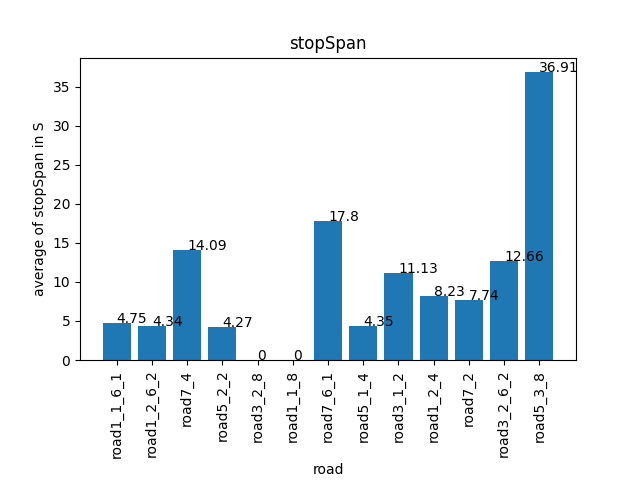 stopSpan
average of stopSpan in S
35
30
25
20
15
10
5
0
4.75
4.34
14.09
4.27
0
0
17.8
4.35
11.13
8.23
7.74
12.66
36.91
road1_1_6_1
road1_2_6_2
road7_4
road5_2_2
road3_2_8
road1_1_8
road7_6_1
road5_1_4
road3_1_2
road1_2_4
road7_2
road3_2_6_2
road5_3_8
road